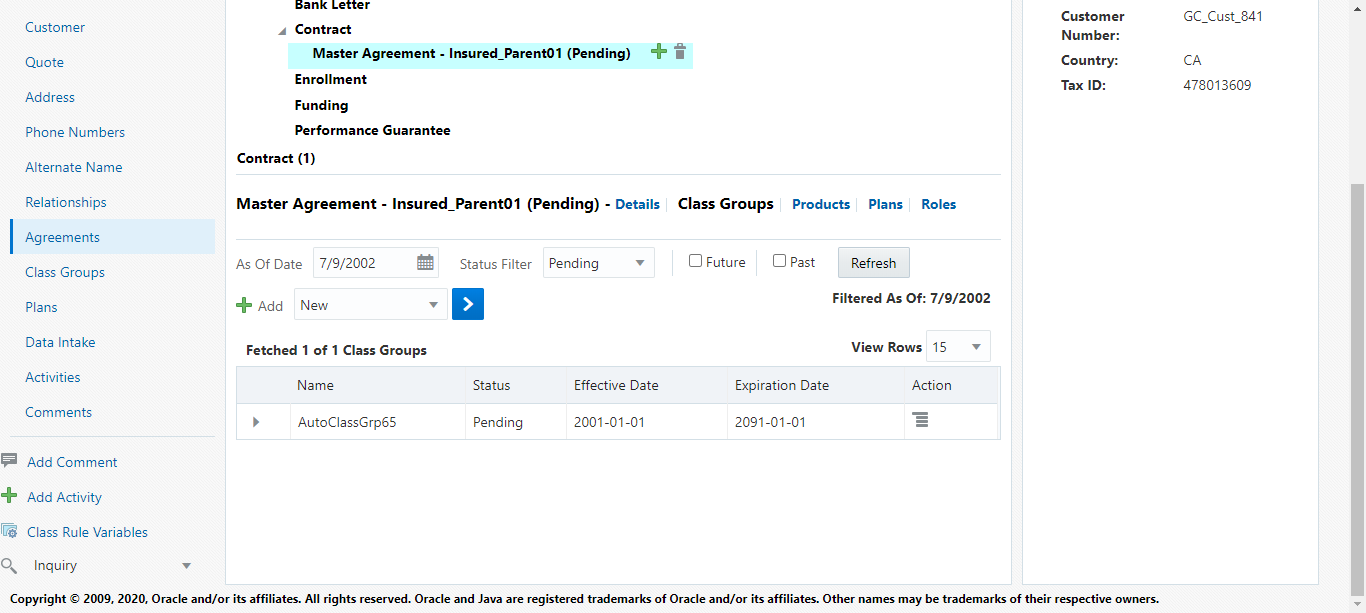 Customer
Quote
Address
Phone Numbers
Alternate Name
Relationships
Agreements
Class Groups
Plans
Data Intake
Activities
Comments
Add Comment
Add Activity
Class Rule Variables
Inquiry
Bank Letter
Contract
Master Agreement - Insured_Parent01 (Pending)
Enrollment
Funding
Performance Guarantee
Contract (1)
Master Agreement - Insured_Parent01 (Pending) - Details Class Groups Products Plans Roles
As Of Date 7/9/2002 Status Filter Pending Future Past Refresh
Add New
Filtered As Of: 7/9/2002
Fetched 1 of 1 Class Groups
View Rows 15
Name Status Effective Date Expiration Date Action
AutoClassGrp65 Pending 2001-01-01 2091-01-01
Customer Number: GC_Cust_841
Country: CA
Tax ID: 478013609
Copyright © 2009, 2020, Oracle and/or its affiliates. All rights reserved. Oracle and Java are registered trademarks of Oracle and/or its affiliates. Other names may be trademarks of their respective owners.